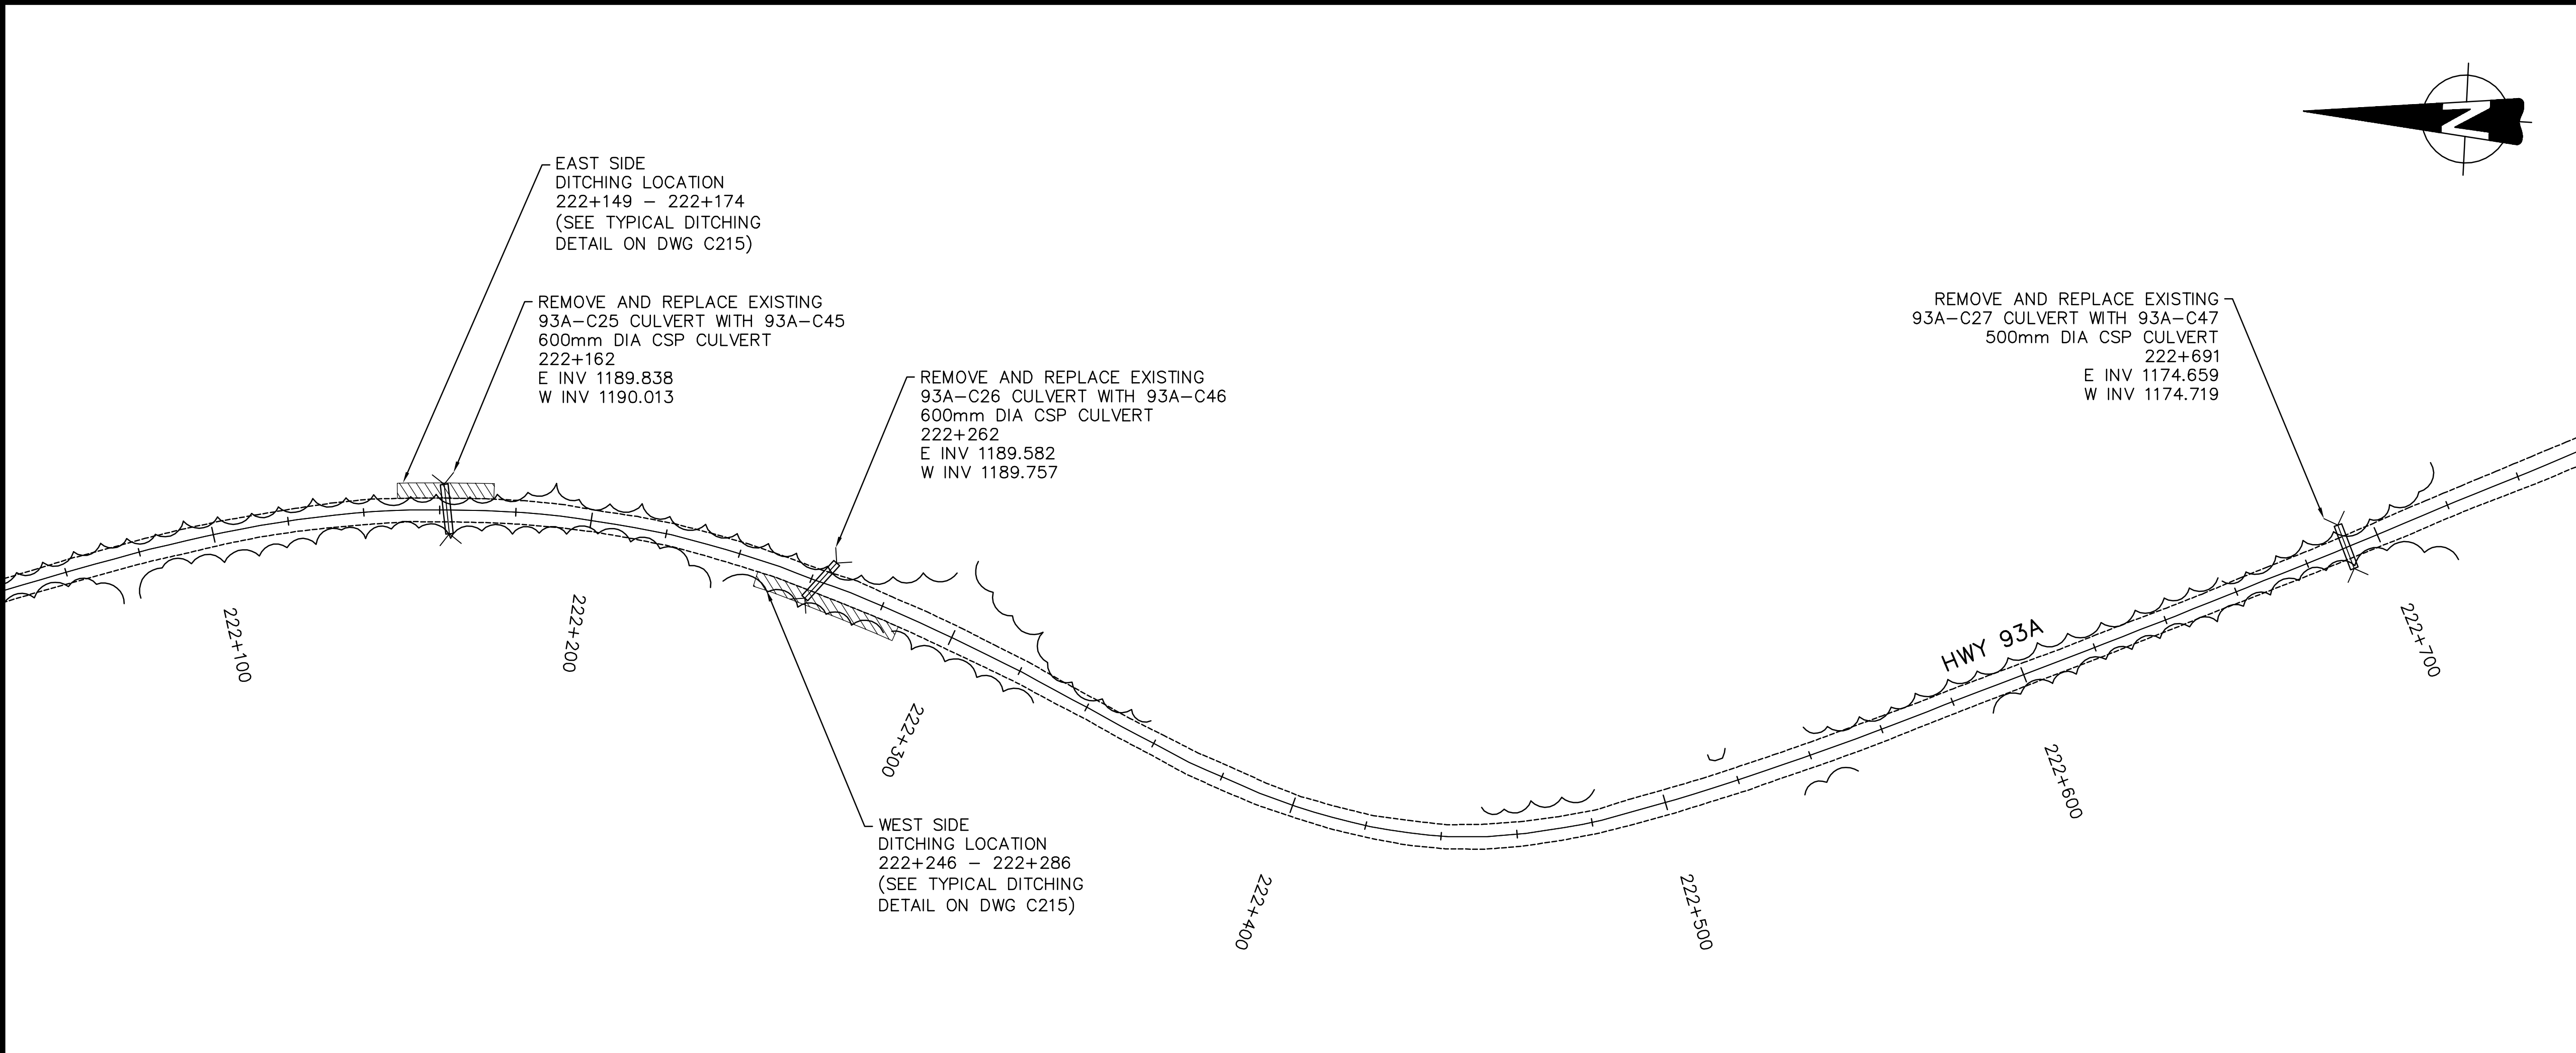 N
EAST SIDE
DITCHING LOCATION
222+149 – 222+174
(SEE TYPICAL DITCHING
DETAIL ON DWG C215)
REMOVE AND REPLACE EXISTING
93A–C25 CULVERT WITH 93A–C45
600mm DIA CSP CULVERT
222+162
E INV 1189.838
W INV 1190.013
REMOVE AND REPLACE EXISTING
93A–C26 CULVERT WITH 93A–C46
600mm DIA CSP CULVERT
222+262
E INV 1189.582
W INV 1189.757
REMOVE AND REPLACE EXISTING
93A–C27 CULVERT WITH 93A–C47
500mm DIA CSP CULVERT
222+691
E INV 1174.659
W INV 1174.719
222+100
222+200
222+300
222+400
222+500
222+600
222+700
HWY 93A
WEST SIDE
DITCHING LOCATION
222+246 – 222+286
(SEE TYPICAL DITCHING
DETAIL ON DWG C215)